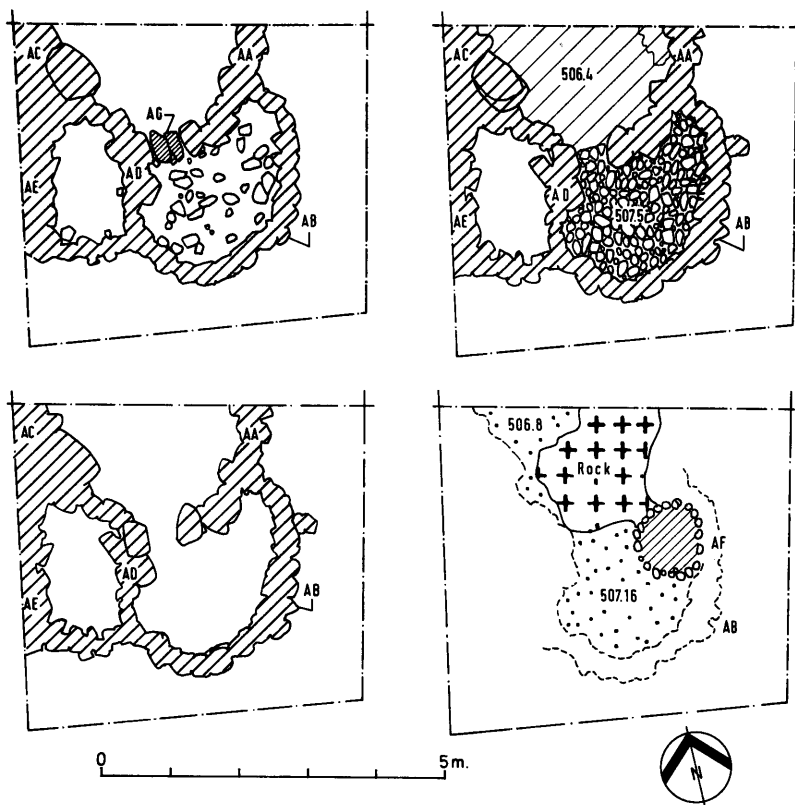 AC
AA
AG
AD
AE
AB
AC
506.4
AA
AD
507.5
AE
AB
AC
AA
AD
AE
AB
506.8
Rock
AF
507.16
AB
0 5m.
N